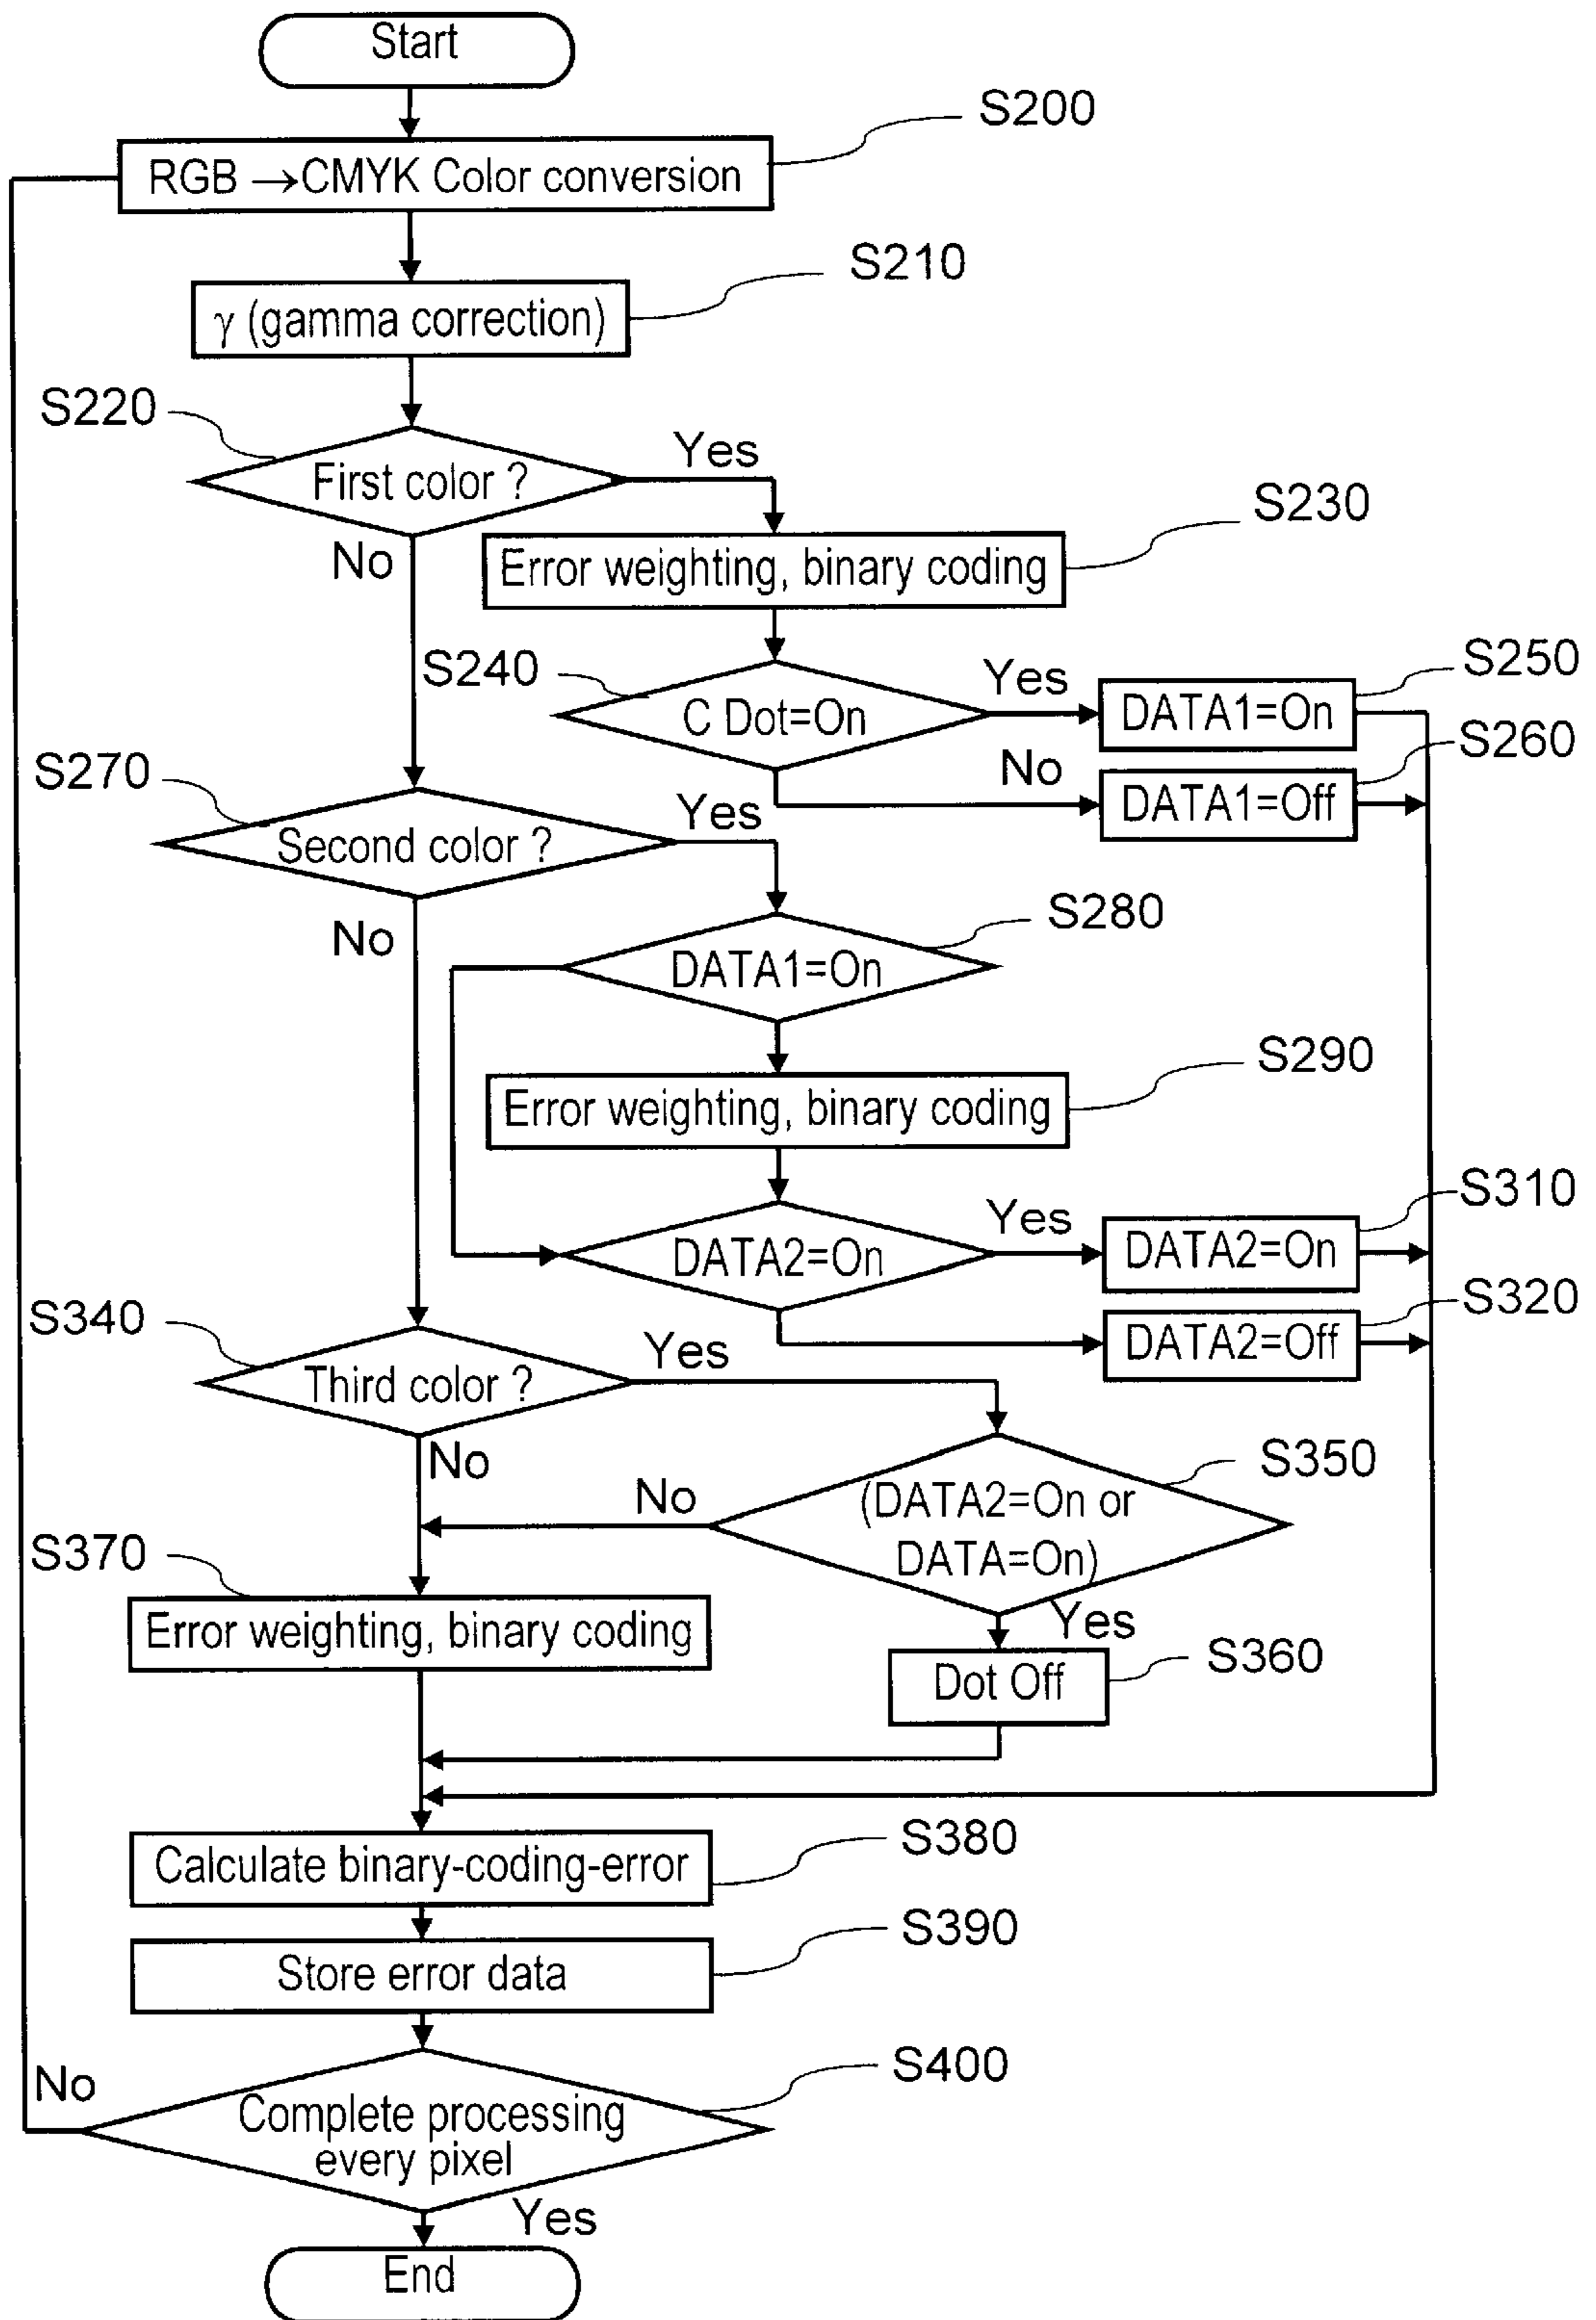 Start
S200
RGB →CMYK Color conversion
S210
γ (gamma correction)
S220
First color ?
Yes
No
S230
Error weighting, binary coding
S240
C Dot=On
Yes
No
S250
DATA1=On
S260
DATA1=Off
S270
Second color ?
Yes
No
S280
DATA1=On
S290
Error weighting, binary coding
DATA2=On
Yes
S310
DATA2=On
S320
DATA2=Off
S340
Third color ?
Yes
No
S350
(DATA2=On or
DATA=On)
No
Yes
S360
Dot Off
S370
Error weighting, binary coding
S380
Calculate binary-coding-error
S390
Store error data
S400
Complete processing
every pixel
No
Yes
End